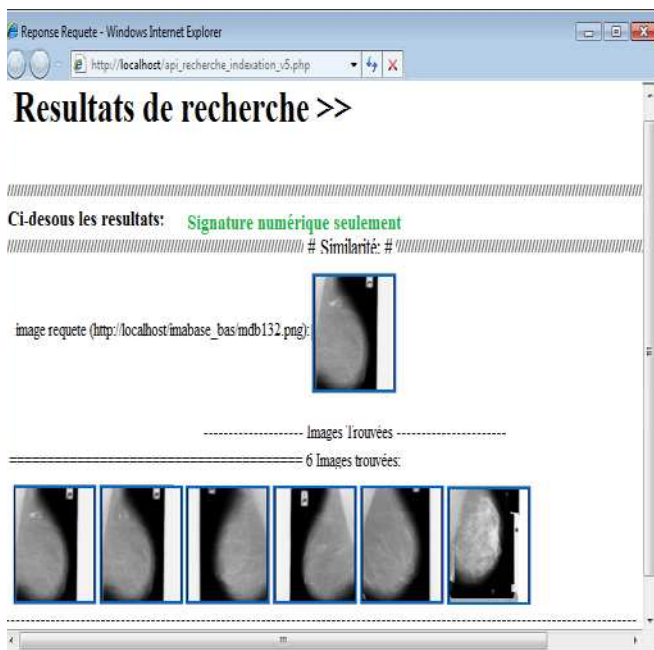 Reponse Requete - Windows Internet Explorer
http://localhost/api_recherche_indexation_v5.php
Resultats de recherche >>
Ci-desous les resultats: Signature numérique seulement
# Similarité: #
image requete (http://localhost/imabase_bas/mdb132.png):
-------------------- Images Trouvées ----------------------
==================================== 6 Images trouvées: